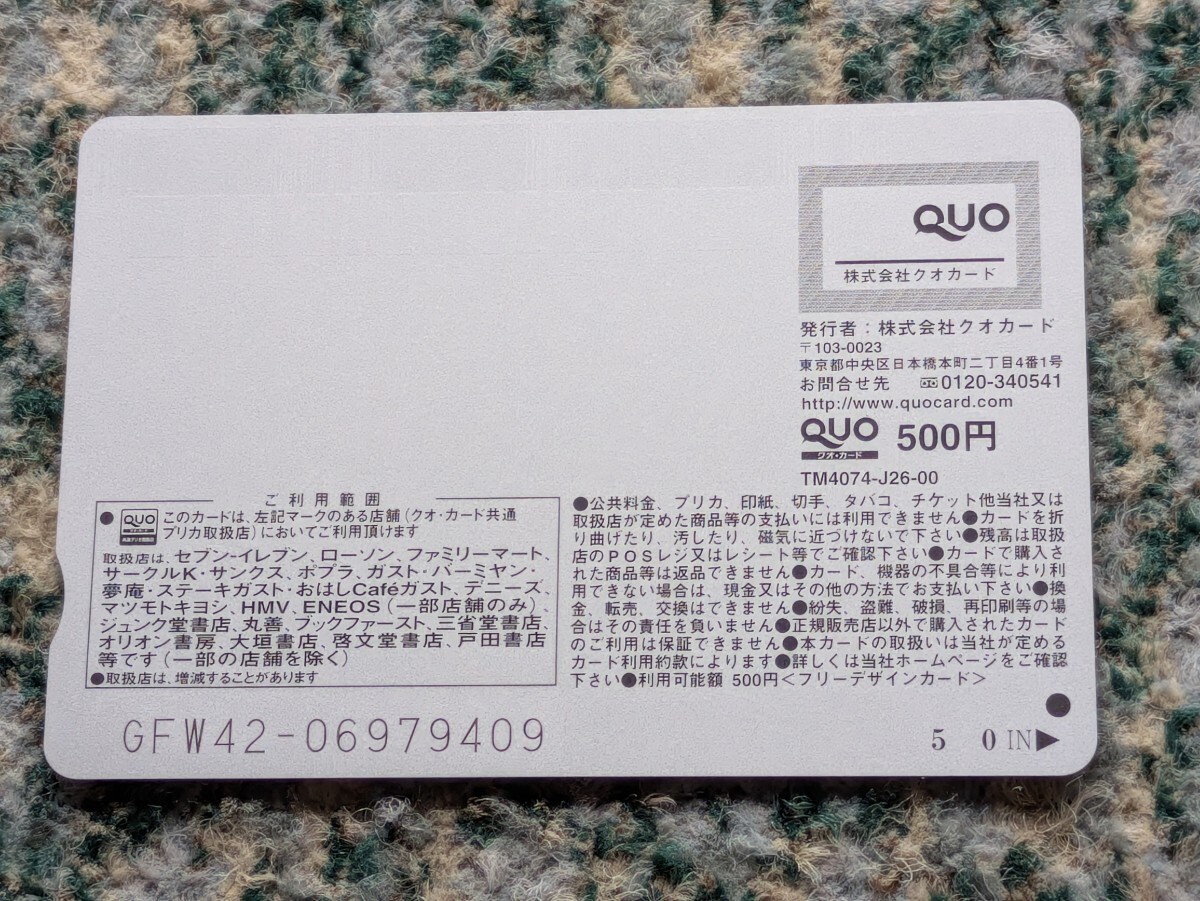 QUO
株式会社クオカード
発行者：株式会社クオカード
〒103-0023
東京都中央区日本橋本町二丁目4番1号
お問合せ先 0120-340541
http://www.quocard.com
QUO 500円
クオ・カード
TM4074-J26-00
ご利用範囲
●QUOこのカードは、左記マークのある店舗（クオ・カード共通
プリカ取扱店）においてご利用頂けます
取扱店は、セブン-イレブン、ローソン、ファミリーマート、
サークルK・サンクス、ポプラ、ガスト・バーミヤン・
夢庵・ステーキガスト・おはしCaféガスト、デニーズ、
マツモトキヨシ、HMV、ENEOS（一部店舗のみ）、
ジュンク堂書店、丸善、ブックファースト、三省堂書店、
オリオン書房、大垣書店、啓文堂書店、戸田書店
等です（一部の店舗を除く）
●取扱店は、増減することがあります
●公共料金、プリカ、印紙、切手、タバコ、チケット他当社又は
取扱店が定めた商品等の支払いには利用できません●カードを折
り曲げたり、汚したり、磁気に近づけないで下さい●残高は取扱
店のＰＯＳレジ又はレシート等でご確認下さい●カードで購入さ
れた商品等は返品できません●カード、機器の不具合等により利
用できない場合は、現金又はその他の方法でお支払い下さい●換
金、転売、交換はできません●紛失、盗難、破損、再印刷等の場
合はその責任を負いません●正規販売店以外で購入されたカード
のご利用は保証できません●本カードの取扱いは当社が定める
カード利用約款によります●詳しくは当社ホームページをご確認
下さい●利用可能額 500円＜フリーデザインカード＞
GFW42-06979409
5 0 IN▶